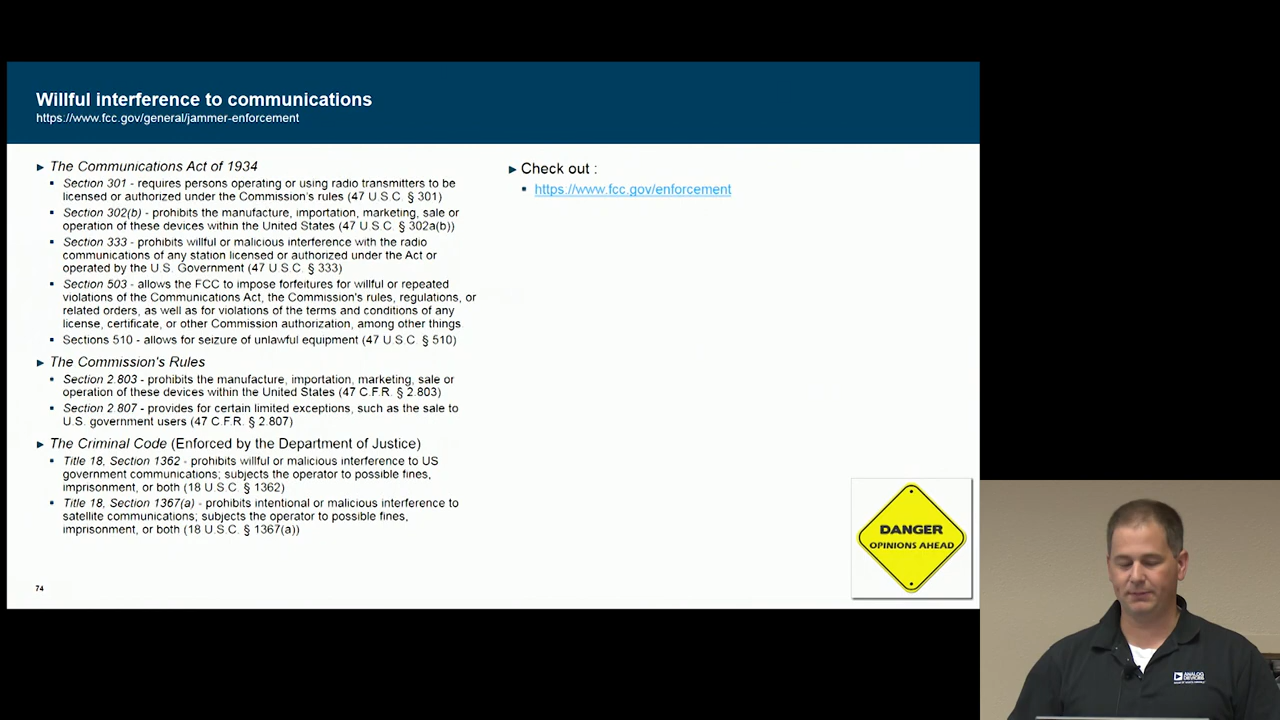 Willful interference to communications
https://www.fcc.gov/general/jammer-enforcement
The Communications Act of 1934
Section 301 - requires persons operating or using radio transmitters to be
licensed or authorized under the Commission's rules (47 U.S.C. § 301)
Section 302(b) - prohibits the manufacture, importation, marketing, sale or
operation of these devices within the United States (47 U.S.C. § 302a(b))
Section 333 - prohibits willful or malicious interference with the radio
communications of any station licensed or authorized under the Act or
operated by the U.S. Government (47 U.S.C. § 333)
Section 503 - allows the FCC to impose forfeitures for willful or repeated
violations of the Communications Act, the Commission's rules, regulations, or
related orders, as well as for violations of the terms and conditions of any
license, certificate, or other Commission authorization, among other things.
Sections 510 - allows for seizure of unlawful equipment (47 U.S.C. § 510)
The Commission's Rules
Section 2.803 - prohibits the manufacture, importation, marketing, sale or
operation of these devices within the United States (47 C.F.R. § 2.803)
Section 2.807 - provides for certain limited exceptions, such as the sale to
U.S. government users (47 C.F.R. § 2.807)
The Criminal Code (Enforced by the Department of Justice)
Title 18, Section 1362 - prohibits willful or malicious interference to US
government communications; subjects the operator to possible fines,
imprisonment, or both (18 U.S.C. § 1362)
Title 18, Section 1367(a) - prohibits intentional or malicious interference to
satellite communications; subjects the operator to possible fines,
imprisonment, or both (18 U.S.C. § 1367(a))
Check out :
https://www.fcc.gov/enforcement
DANGER
OPINIONS AHEAD
74
ANALOG
DEVICES